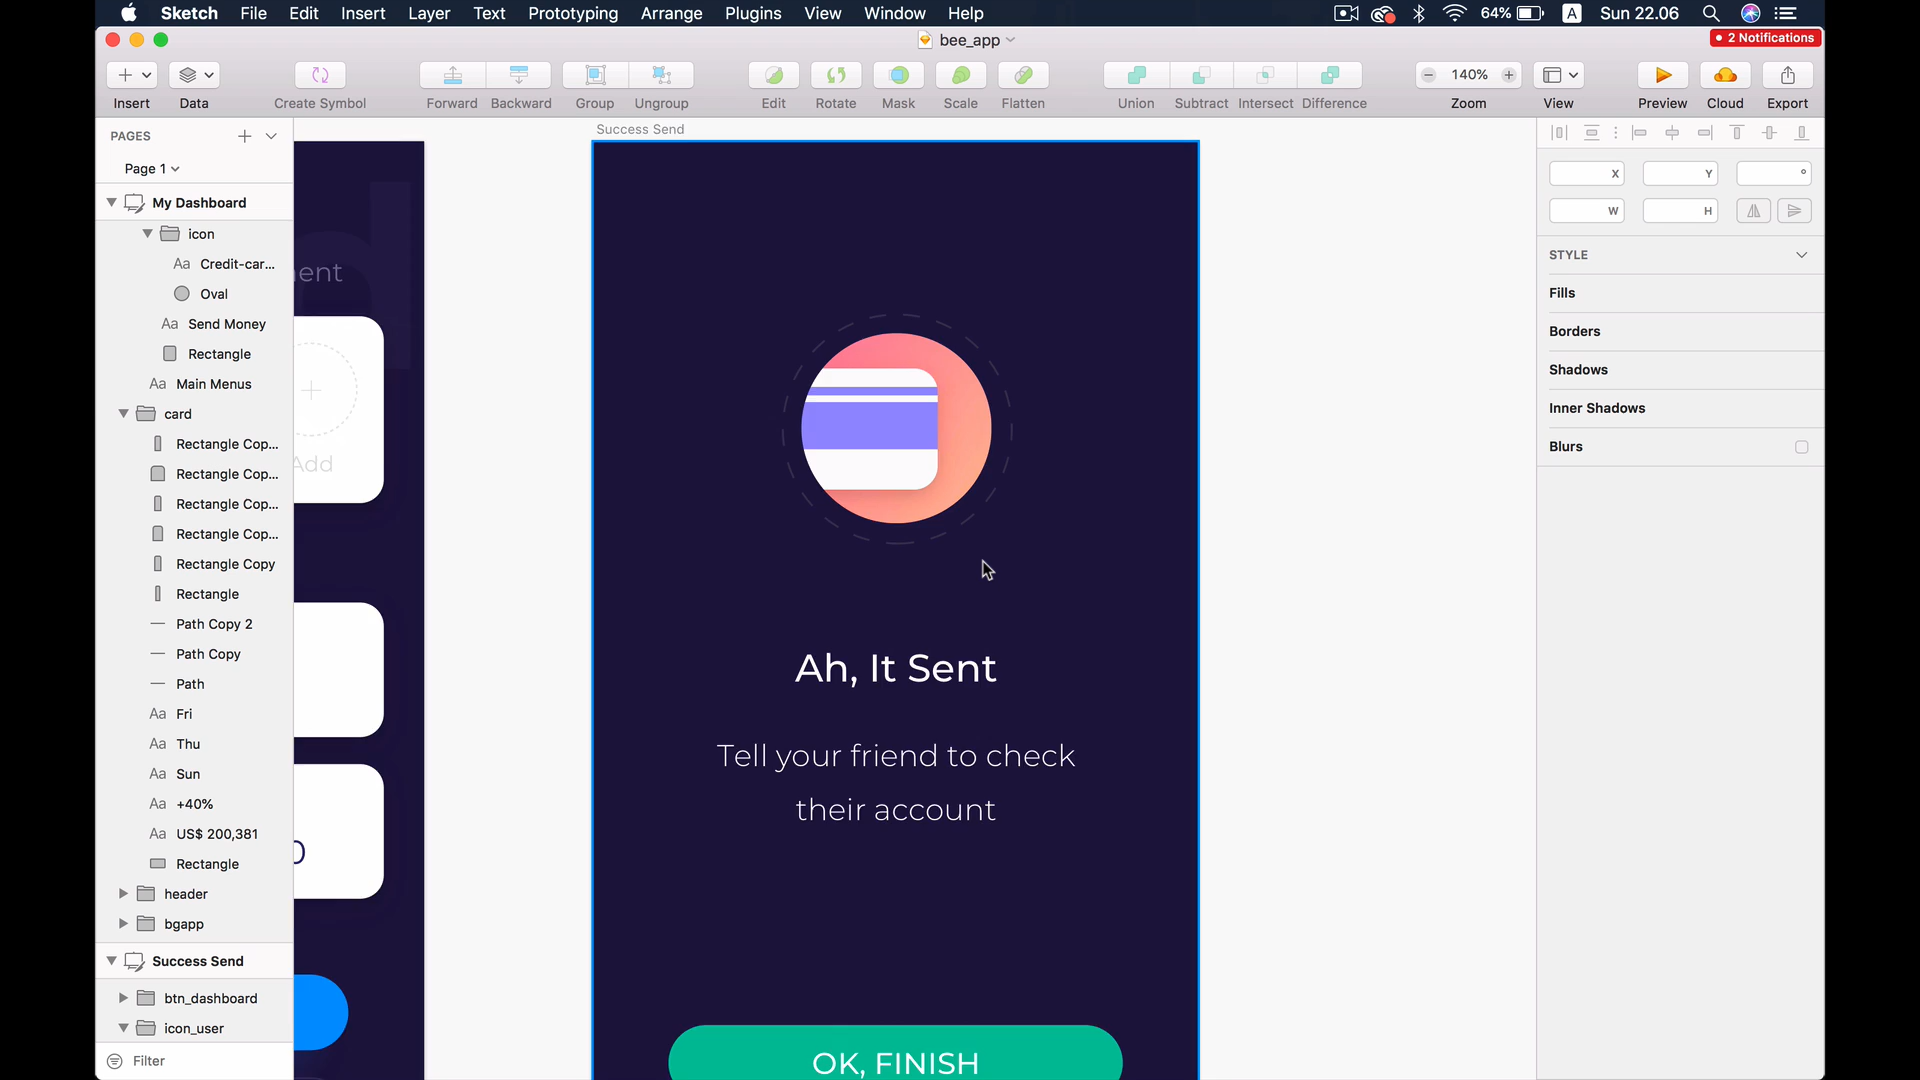 Sketch File Edit Insert Layer Text Prototyping Arrange Plugins View Window Help 64% A Sun 22.06
bee_app
2 Notifications
140%
Insert Data Create Symbol Forward Backward Group Ungroup Edit Rotate Mask Scale Flatten Union Subtract Intersect Difference Zoom View Preview Cloud Export
PAGES
Page 1
My Dashboard
icon
Credit-car...
Oval
Send Money
Rectangle
Main Menus
card
Rectangle Cop...
Rectangle Cop...
Rectangle Cop...
Rectangle Cop...
Rectangle Copy
Rectangle
Path Copy 2
Path Copy
Path
Aa Fri
Aa Thu
Aa Sun
Aa +40%
Aa US$ 200,381
Rectangle
header
bgapp
Success Send
btn_dashboard
icon_user
Filter
Success Send
Add
Ah, It Sent
Tell your friend to check
their account
OK, FINISH
X Y °
W H
STYLE
Fills
Borders
Shadows
Inner Shadows
Blurs